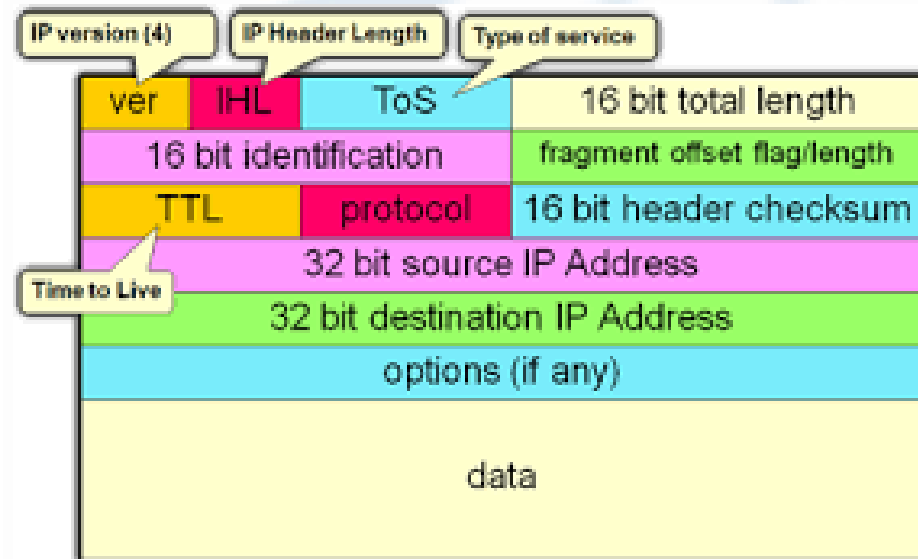 IP version (4)
IP Header Length
Type of service
ver
IHL
ToS
16 bit total length
16 bit identification
fragment offset flag/length
TTL
protocol
16 bit header checksum
32 bit source IP Address
Time to Live
32 bit destination IP Address
options (if any)
data